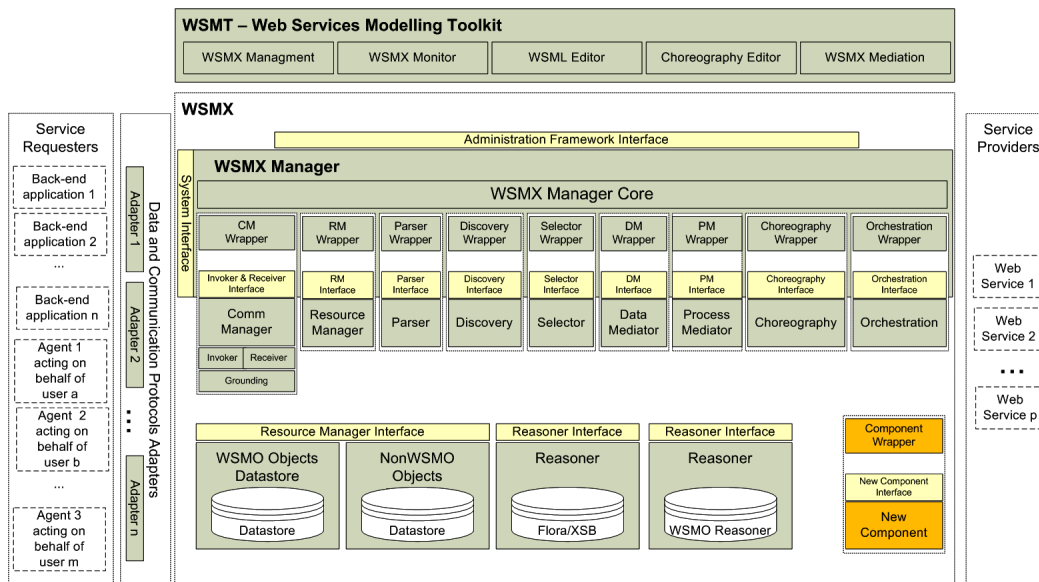 WSMT – Web Services Modelling Toolkit
WSMX Managment
WSMX Monitor
WSML Editor
Choreography Editor
WSMX Mediation
Service
Requesters
Back-end
application 1
Back-end
application 2
...
Back-end
application n
Agent 1
acting on
behalf of
user a
Agent 2
acting on
behalf of
user b
...
Agent 3
acting on
behalf of
user m
Adapter 1
Adapter 2
...
Adapter n
Data and Communication Protocols Adapters
WSMX
Administration Framework Interface
System Interface
WSMX Manager
WSMX Manager Core
CM
Wrapper
RM
Wrapper
Parser
Wrapper
Discovery
Wrapper
Selector
Wrapper
DM
Wrapper
PM
Wrapper
Choreography
Wrapper
Orchestration
Wrapper
Invoker & Receiver
Interface
RM
Interface
Parser
Interface
Discovery
Interface
Selector
Interface
DM
Interface
PM
Interface
Choreography
Interface
Orchestration
Interface
Comm
Manager
Resource
Manager
Parser
Discovery
Selector
Data
Mediator
Process
Mediator
Choreography
Orchestration
Invoker
Receiver
Grounding
Resource Manager Interface
Reasoner Interface
Reasoner Interface
WSMO Objects
Datastore
NonWSMO
Objects
Reasoner
Reasoner
Datastore
Datastore
Flora/XSB
WSMO Reasoner
Component
Wrapper
New Component
Interface
New
Component
Service
Providers
Web
Service 1
Web
Service 2
...
Web
Service p